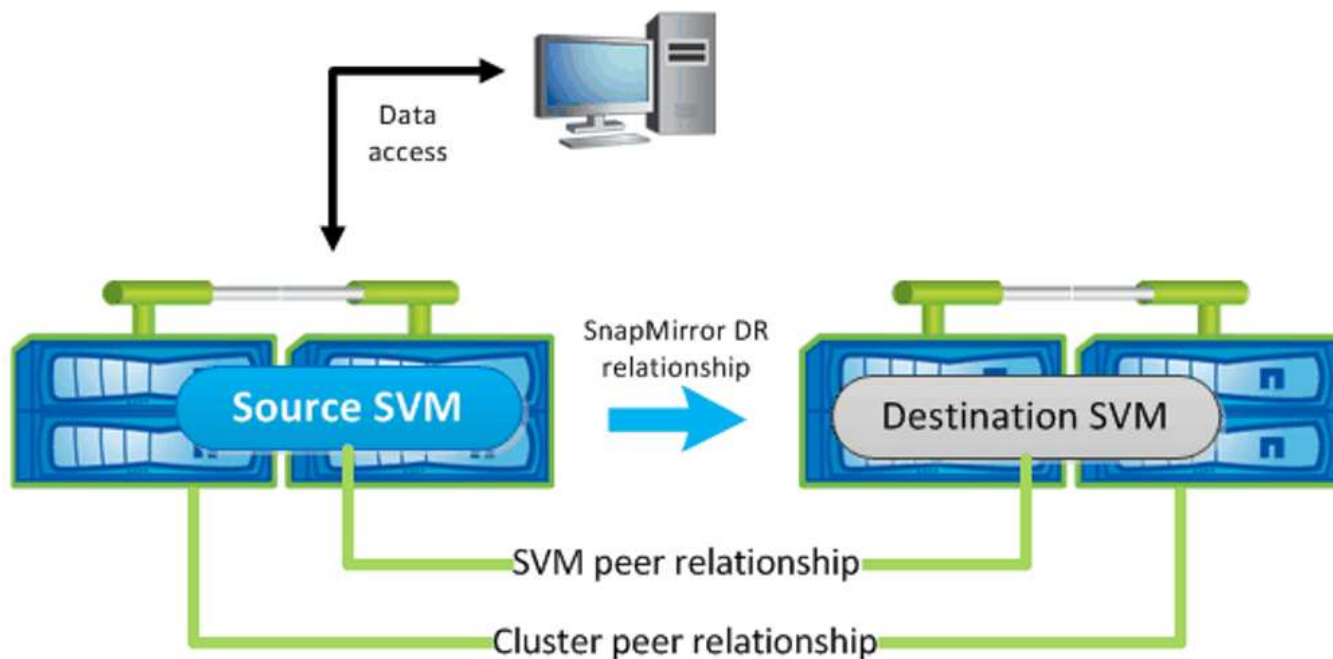 Data
access
SnapMirror DR
relationship
Source SVM
Destination SVM
SVM peer relationship
Cluster peer relationship